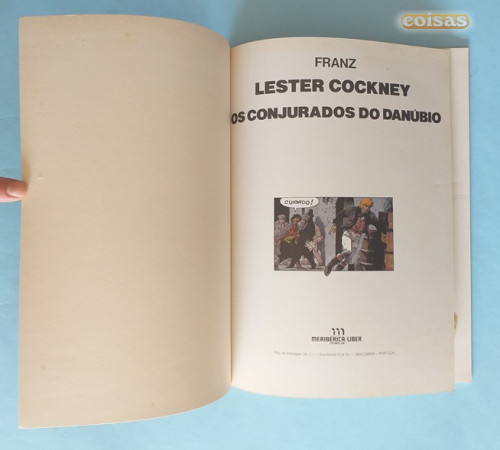 coisas
FRANZ
LESTER COCKNEY
OS CONJURADOS DO DANÚBIO
CUIDADO!
MERIBÉRICA LIBER